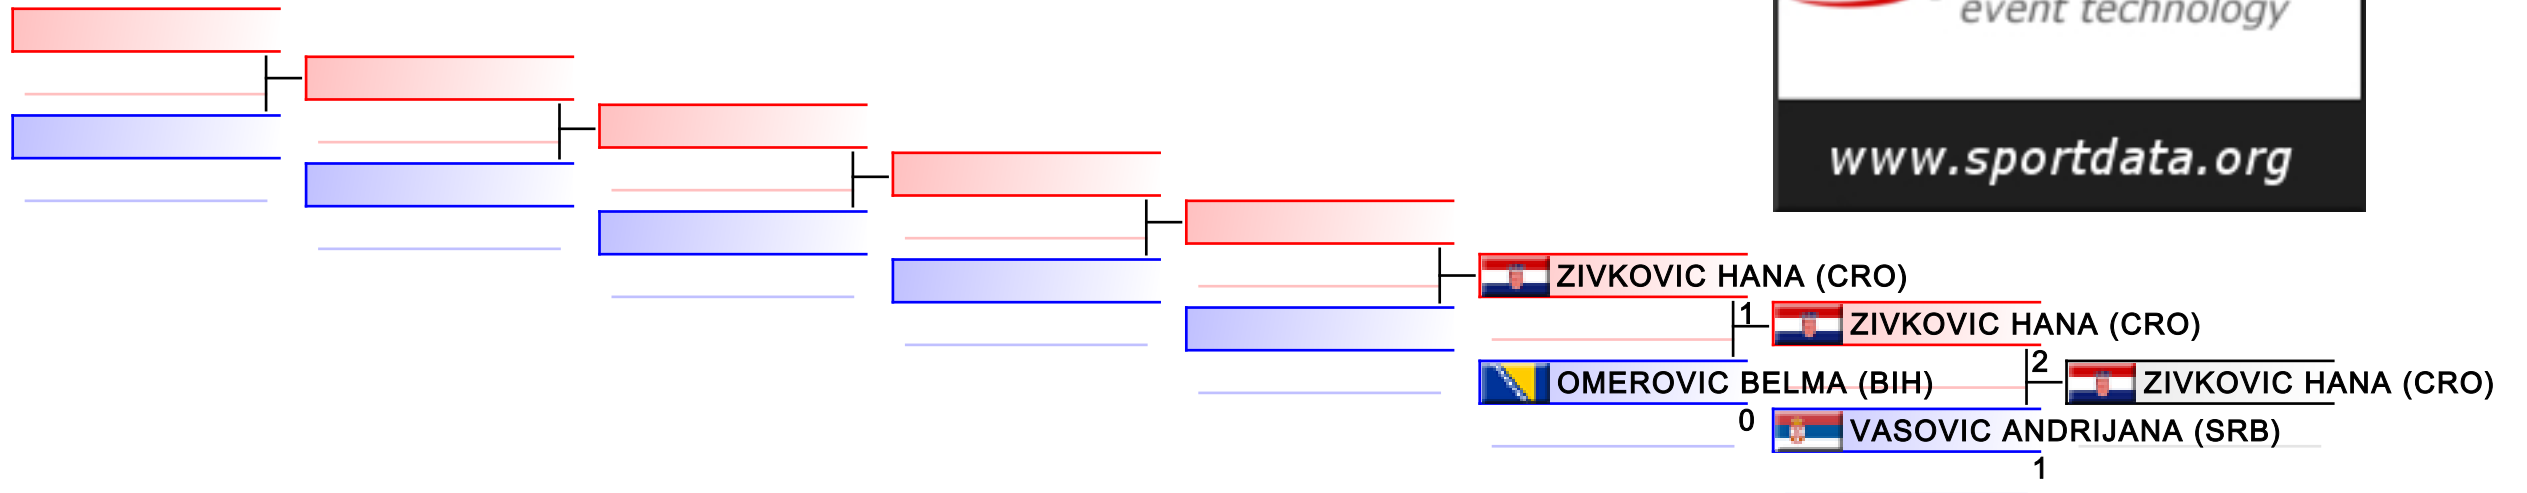 event technology
www.sportdata.org
ZIVKOVIC HANA (CRO)
1
ZIVKOVIC HANA (CRO)
OMEROVIC BELMA (BIH)
0
2
ZIVKOVIC HANA (CRO)
VASOVIC ANDRIJANA (SRB)
1